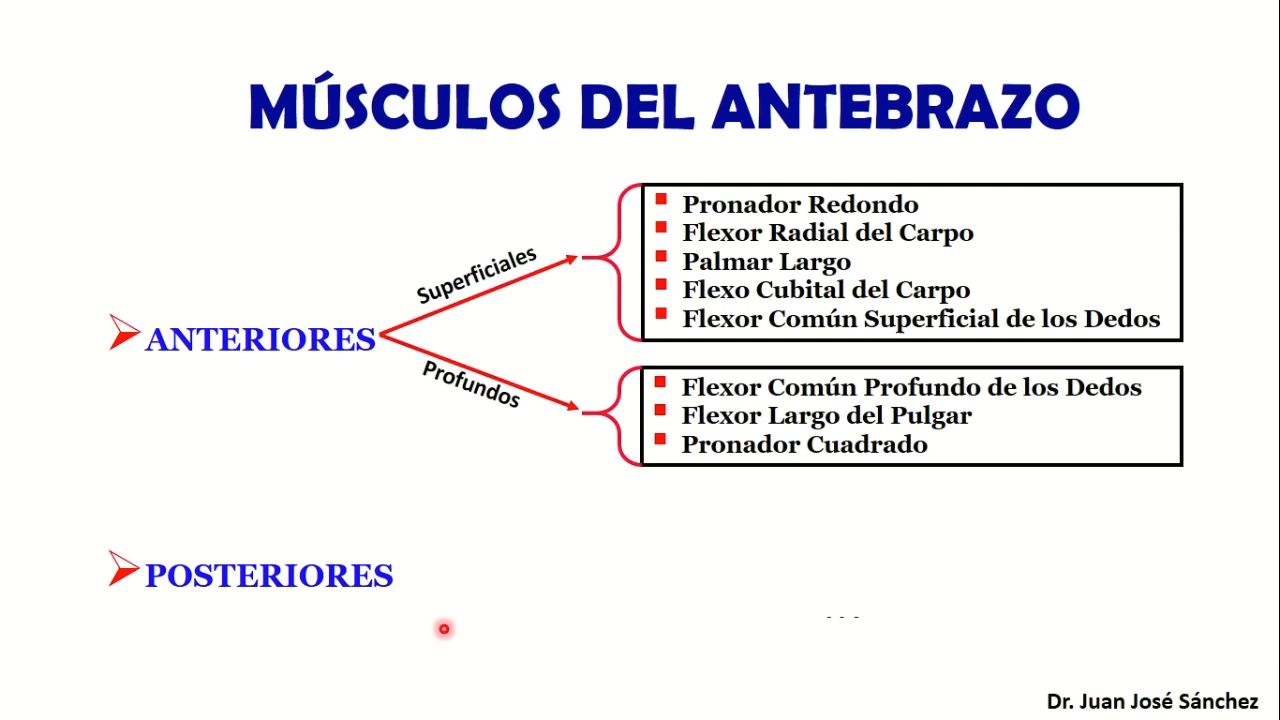 MÚSCULOS DEL ANTEBRAZO
Superficiales
Pronador Redondo
Flexor Radial del Carpo
Palmar Largo
Flexo Cubital del Carpo
Flexor Común Superficial de los Dedos
ANTERIORES
Profundos
Flexor Común Profundo de los Dedos
Flexor Largo del Pulgar
Pronador Cuadrado
POSTERIORES
- - -
Dr. Juan José Sánchez